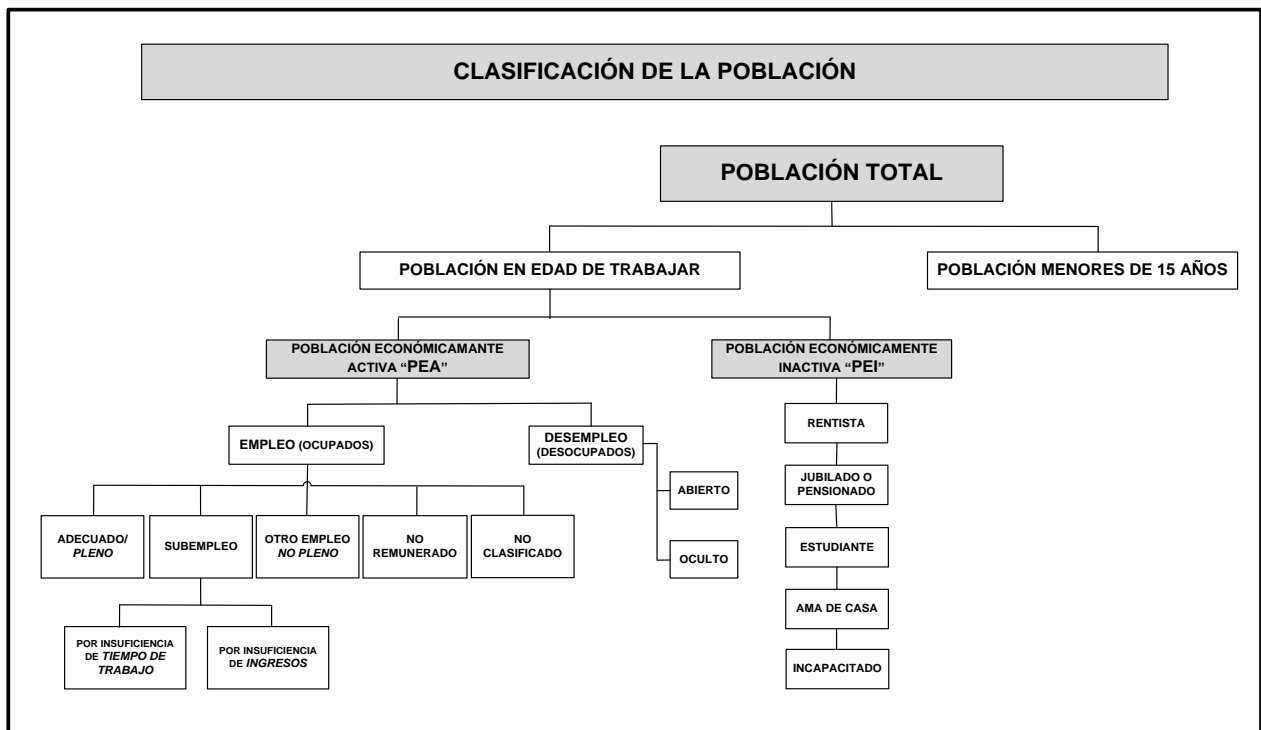 CLASIFICACIÓN DE LA POBLACIÓN
POBLACIÓN TOTAL
POBLACIÓN EN EDAD DE TRABAJAR
POBLACIÓN MENORES DE 15 AÑOS
POBLACIÓN ECONÓMICAMANTE
ACTIVA “PEA”
POBLACIÓN ECONÓMICAMENTE
INACTIVA “PEI”
EMPLEO (OCUPADOS)
DESEMPLEO
(DESOCUPADOS)
RENTISTA
ABIERTO
JUBILADO O
PENSIONADO
ADECUADO/
PLENO
SUBEMPLEO
OTRO EMPLEO
NO PLENO
NO
REMUNERADO
NO
CLASIFICADO
OCULTO
ESTUDIANTE
AMA DE CASA
POR INSUFICIENCIA
DE TIEMPO DE
TRABAJO
POR INSUFICIENCIA
DE INGRESOS
INCAPACITADO